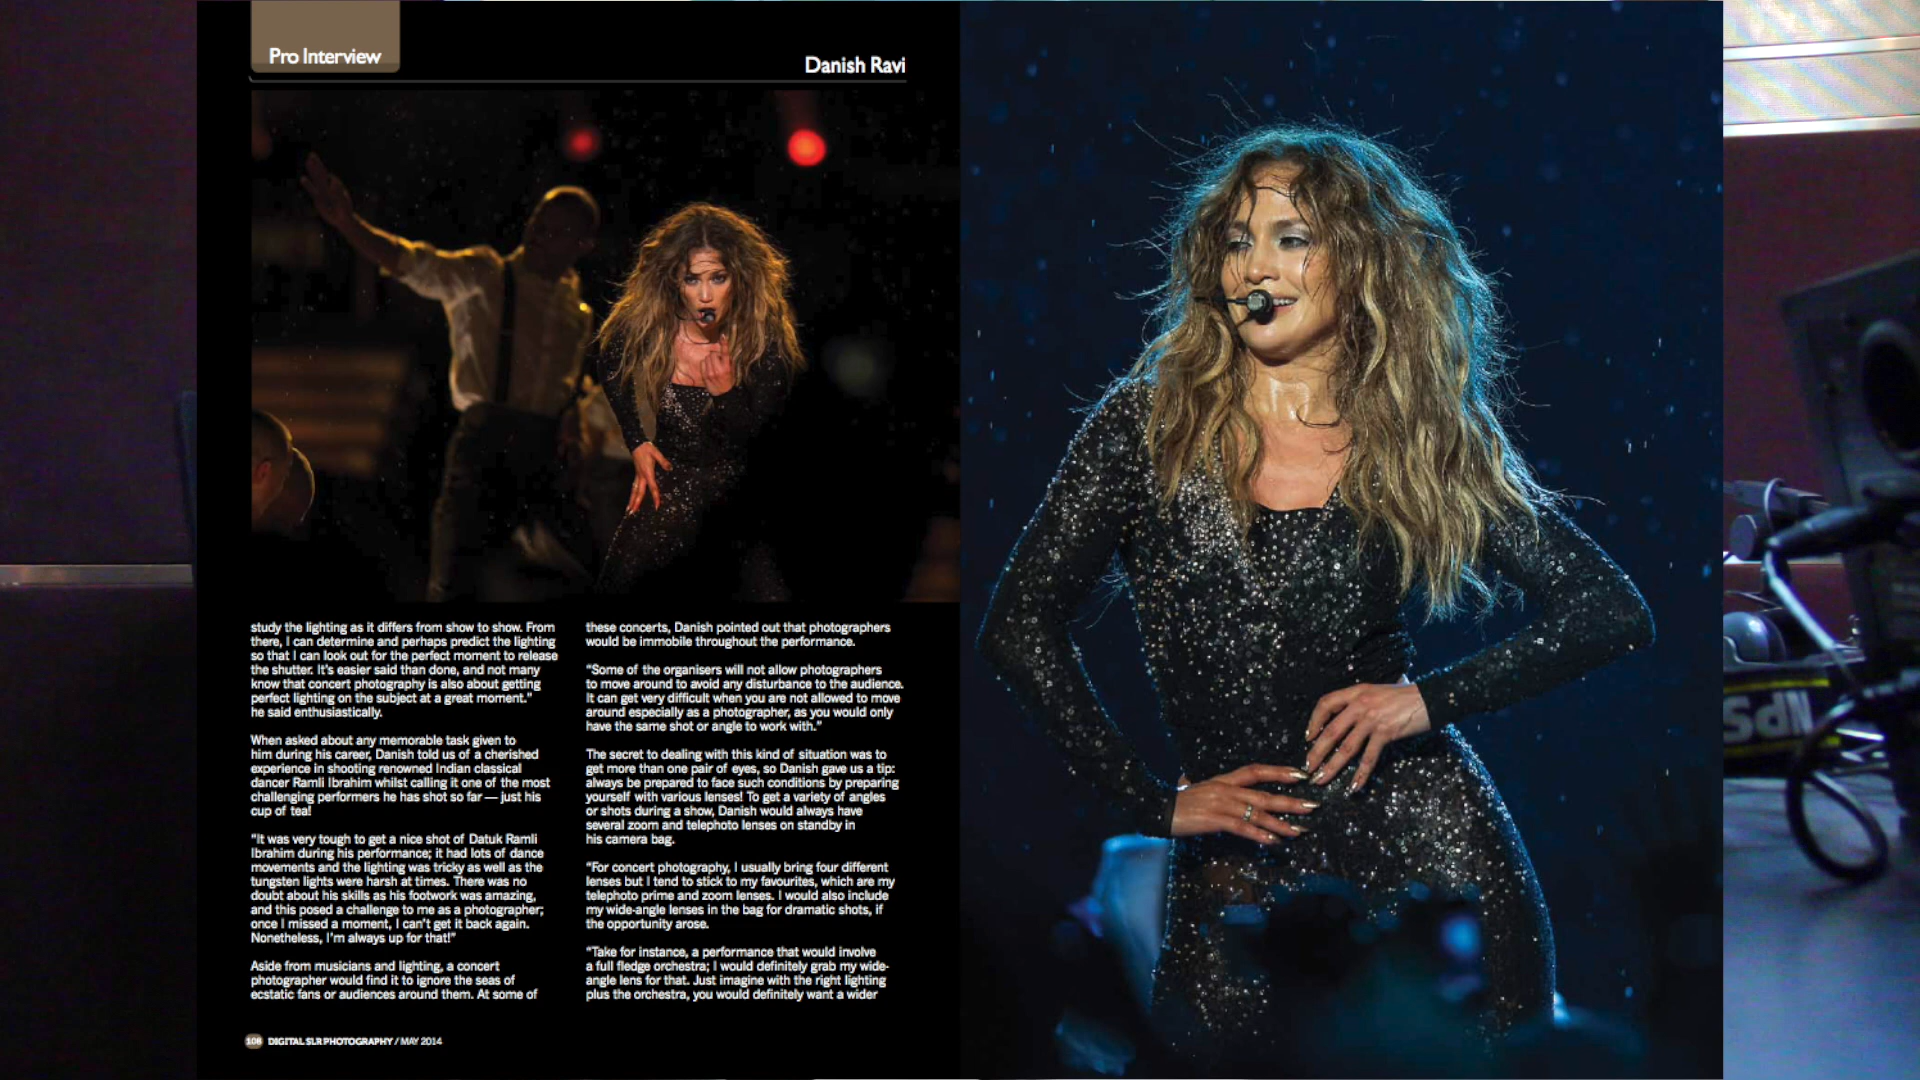 Pro Interview
Danish Ravi
study the lighting as it differs from show to show. From
there, I can determine and perhaps predict the lighting
so that I can look out for the perfect moment to release
the shutter. It's easier said than done, and not many
know that concert photography is also about getting
perfect lighting on the subject at a great moment."
he said enthusiastically.
When asked about any memorable task given to
him during his career, Danish told us of a cherished
experience in shooting renowned Indian classical
dancer Ramli Ibrahim whilst calling it one of the most
challenging performers he has shot so far — just his
cup of tea!
"It was very tough to get a nice shot of Datuk Ramli
Ibrahim during his performance; it had lots of dance
movements and the lighting was tricky as well as the
tungsten lights were harsh at times. There was no
doubt about his skills as his footwork was amazing,
and this posed a challenge to me as a photographer;
once I missed a moment, I can't get it back again.
Nonetheless, I'm always up for that!"
Aside from musicians and lighting, a concert
photographer would find it to ignore the seas of
ecstatic fans or audiences around them. At some of
these concerts, Danish pointed out that photographers
would be immobile throughout the performance.
"Some of the organisers will not allow photographers
to move around to avoid any disturbance to the audience.
It can get very difficult when you are not allowed to move
around especially as a photographer, as you would only
have the same shot or angle to work with."
The secret to dealing with this kind of situation was to
get more than one pair of eyes, so Danish gave us a tip:
always be prepared to face such conditions by preparing
yourself with various lenses! To get a variety of angles
or shots during a show, Danish would always have
several zoom and telephoto lenses on standby in
his camera bag.
"For concert photography, I usually bring four different
lenses but I tend to stick to my favourites, which are my
telephoto prime and zoom lenses. I would also include
my wide-angle lenses in the bag for dramatic shots, if
the opportunity arose.
"Take for instance, a performance that would involve
a full fledge orchestra; I would definitely grab my wide-
angle lens for that. Just imagine with the right lighting
plus the orchestra, you would definitely want a wider
108 DIGITAL SLR PHOTOGRAPHY / MAY 2014